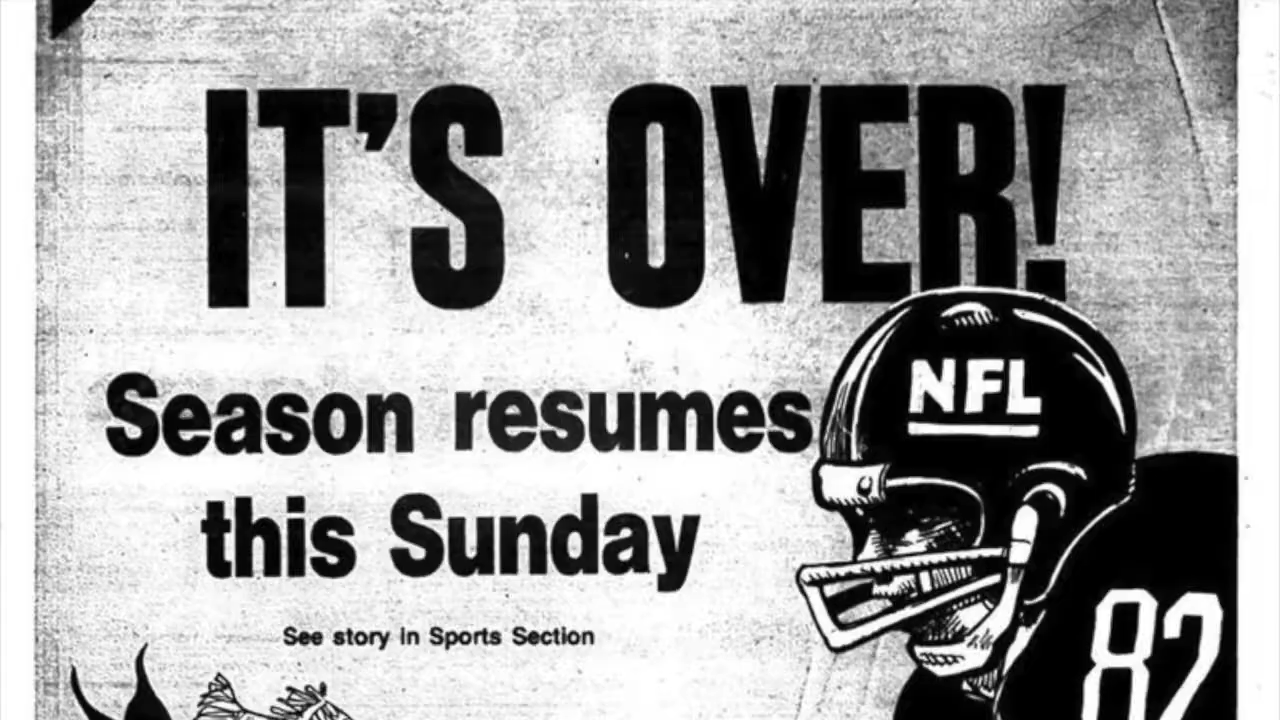 IT'S OVER!
Season resumes
this Sunday
See story in Sports Section
NFL
82